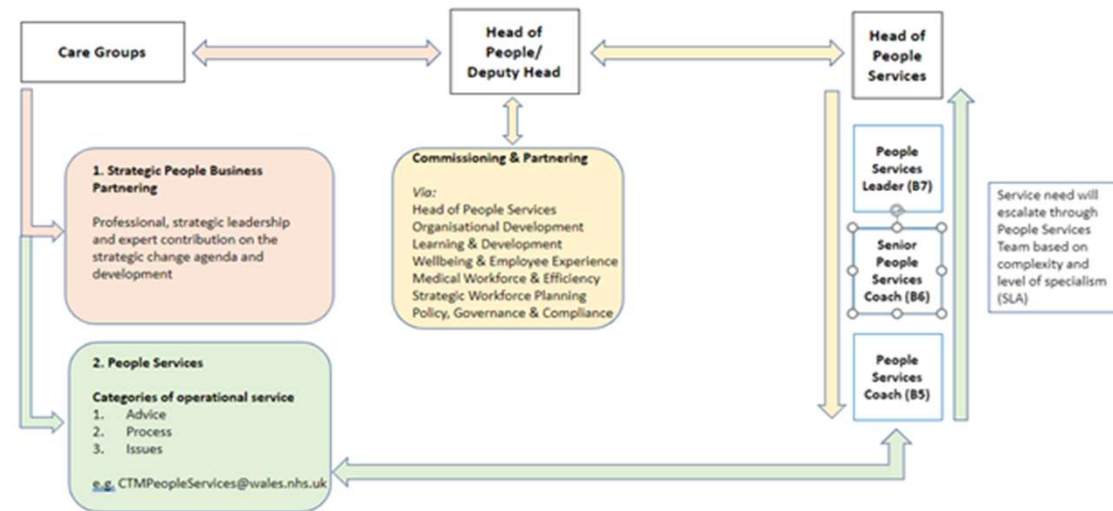 Care Groups
Head of
People/
Deputy Head
Head of
People
Services
1. Strategic People Business
Partnering
Professional, strategic leadership
and expert contribution on the
strategic change agenda and
development
Commissioning & Partnering
Via:
Head of People Services
Organisational Development
Learning & Development
Wellbeing & Employee Experience
Medical Workforce & Efficiency
Strategic Workforce Planning
Policy, Governance & Compliance
People
Services
Leader (B7)
Senior
People
Services
Coach (B6)
People
Services
Coach (B5)
Service need will
escalate through
People Services
Team based on
complexity and
level of specialism
(SLA)
2. People Services
Categories of operational service
1. Advice
2. Process
3. Issues
e.g. CTMPeopleServices@wales.nhs.uk